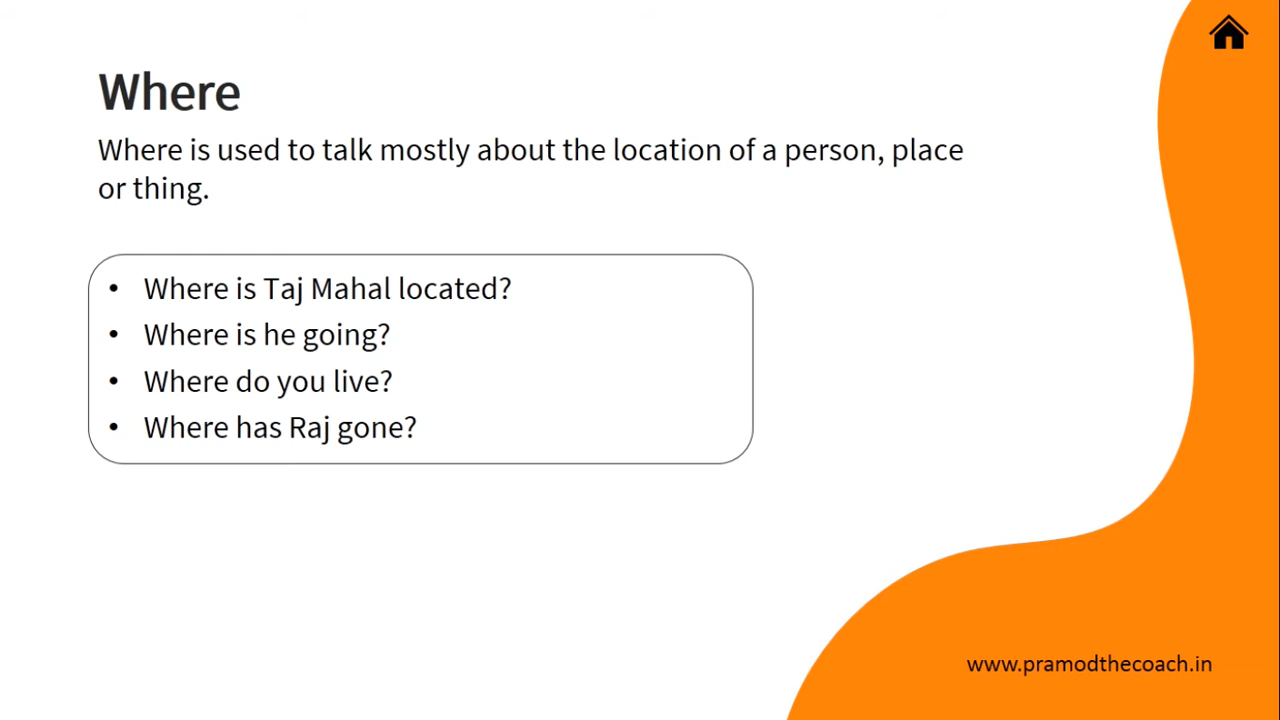 Where
Where is used to talk mostly about the location of a person, place
or thing.
• Where is Taj Mahal located?
• Where is he going?
• Where do you live?
• Where has Raj gone?
www.pramodthecoach.in